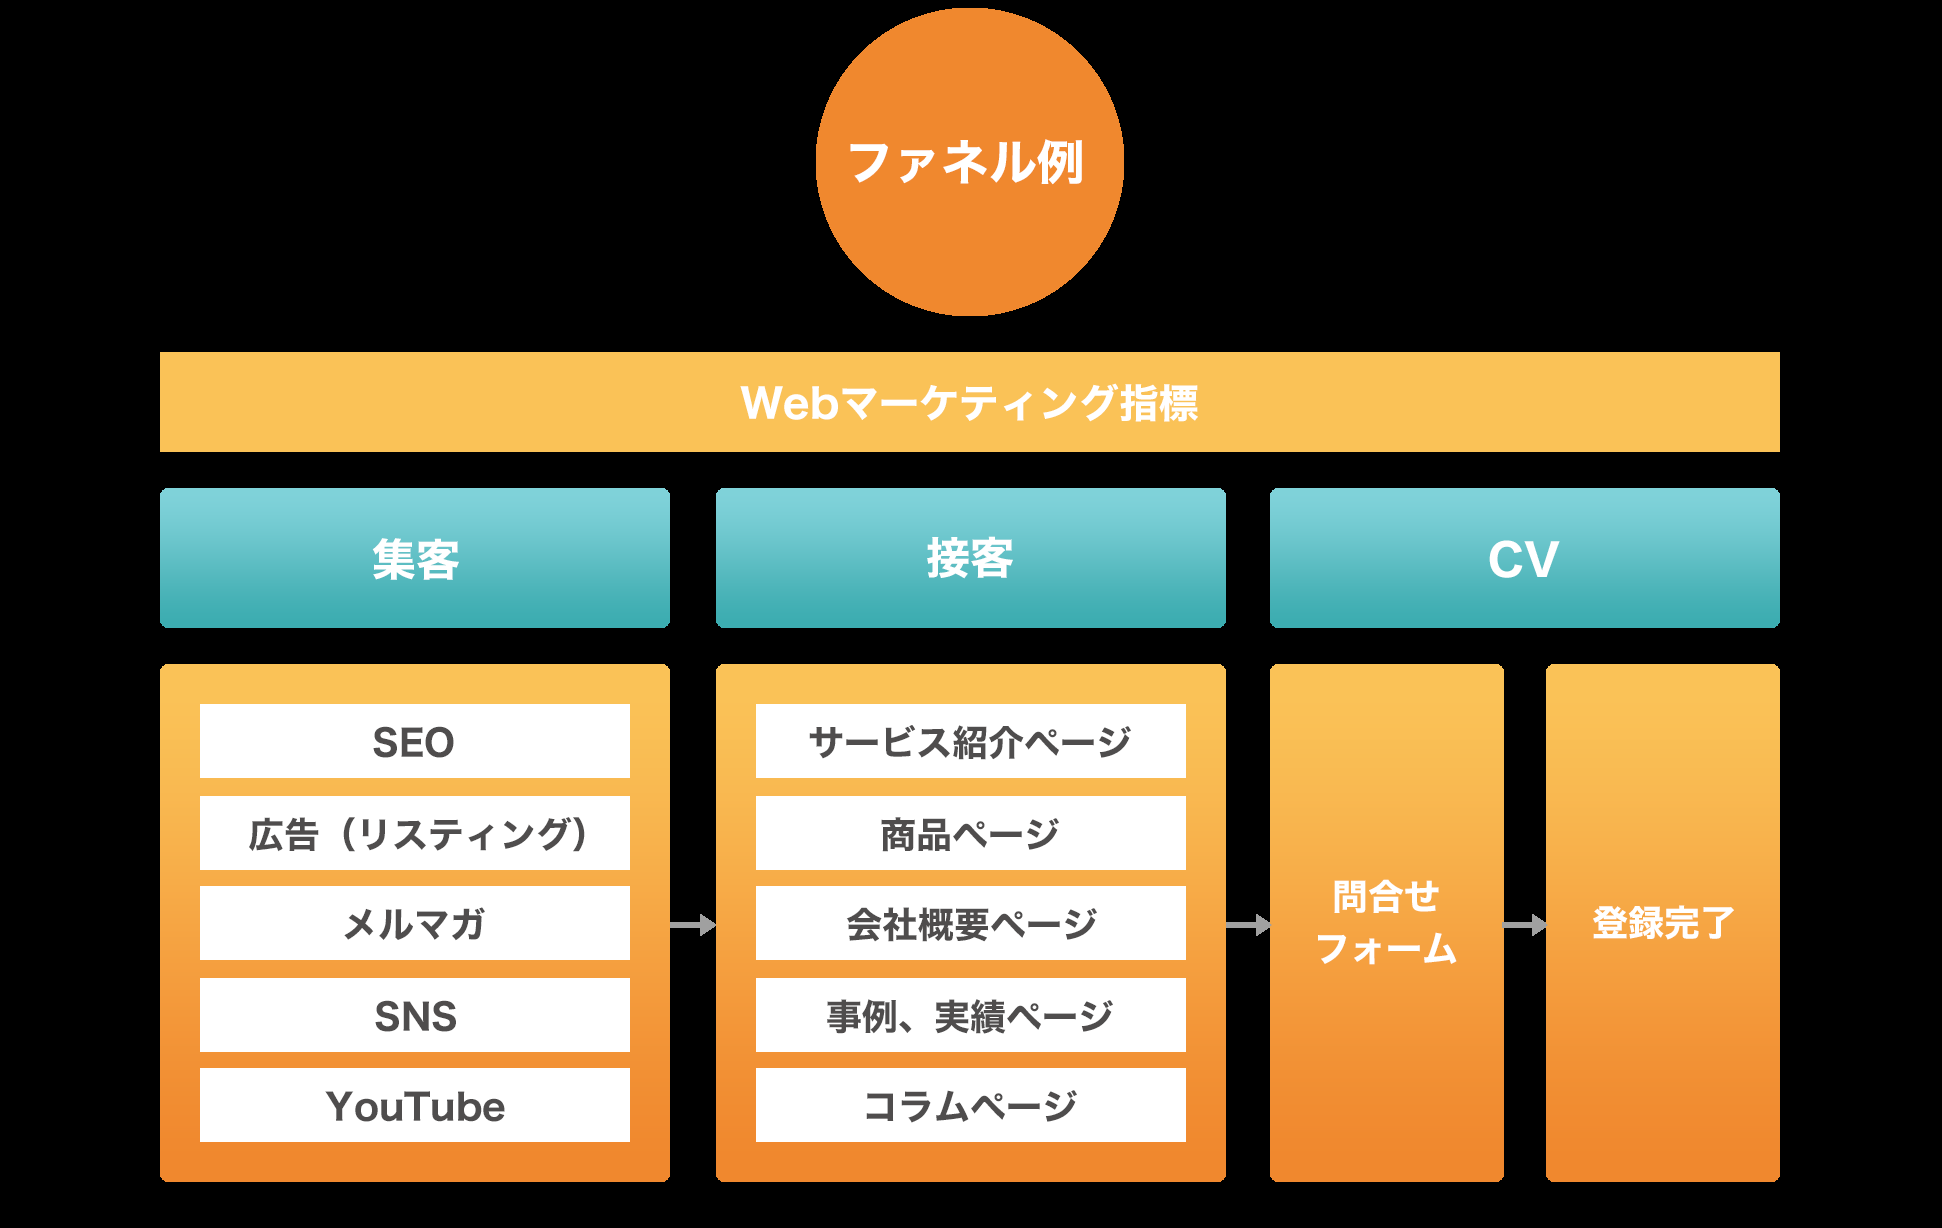 ファネル例
Webマーケティング指標
集客
接客
CV
SEO
広告（リスティング）
メルマガ
SNS
YouTube
サービス紹介ページ
商品ページ
会社概要ページ
事例、実績ページ
コラムページ
問合せ
フォーム
登録完了